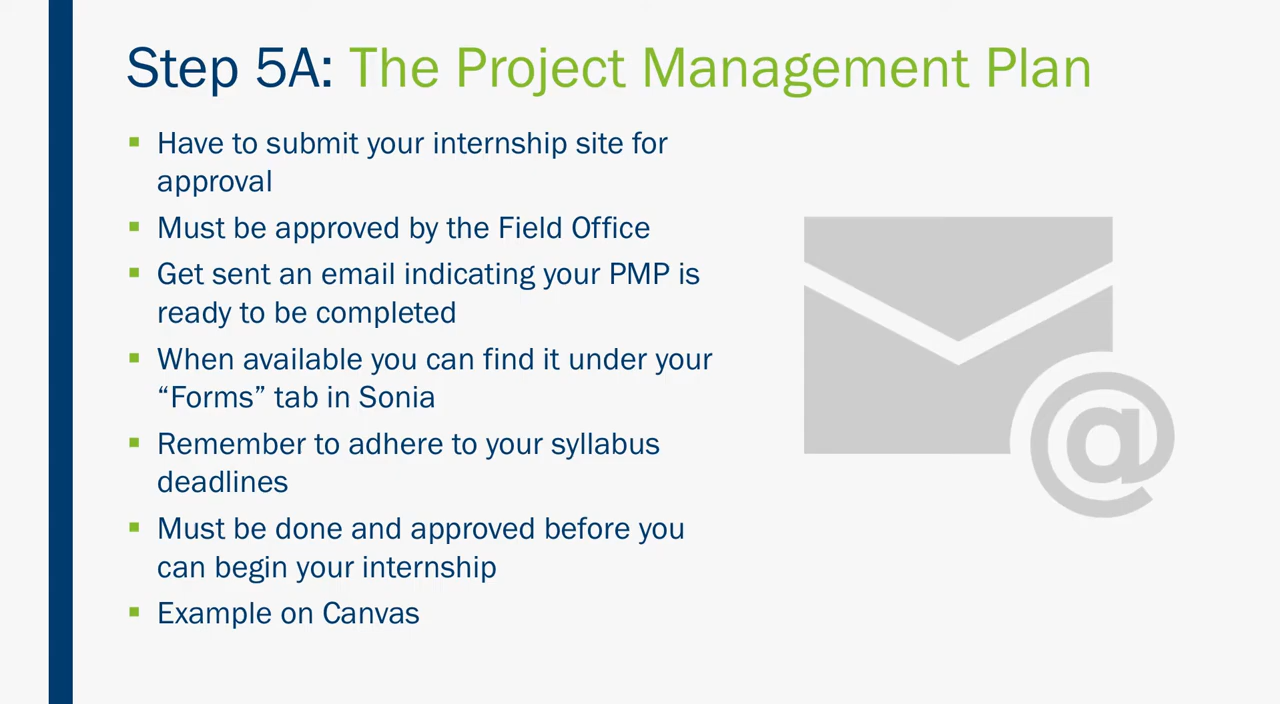 Step 5A: The Project Management Plan
▪ Have to submit your internship site for
approval
▪ Must be approved by the Field Office
▪ Get sent an email indicating your PMP is
ready to be completed
▪ When available you can find it under your
“Forms” tab in Sonia
▪ Remember to adhere to your syllabus
deadlines
▪ Must be done and approved before you
can begin your internship
▪ Example on Canvas
@